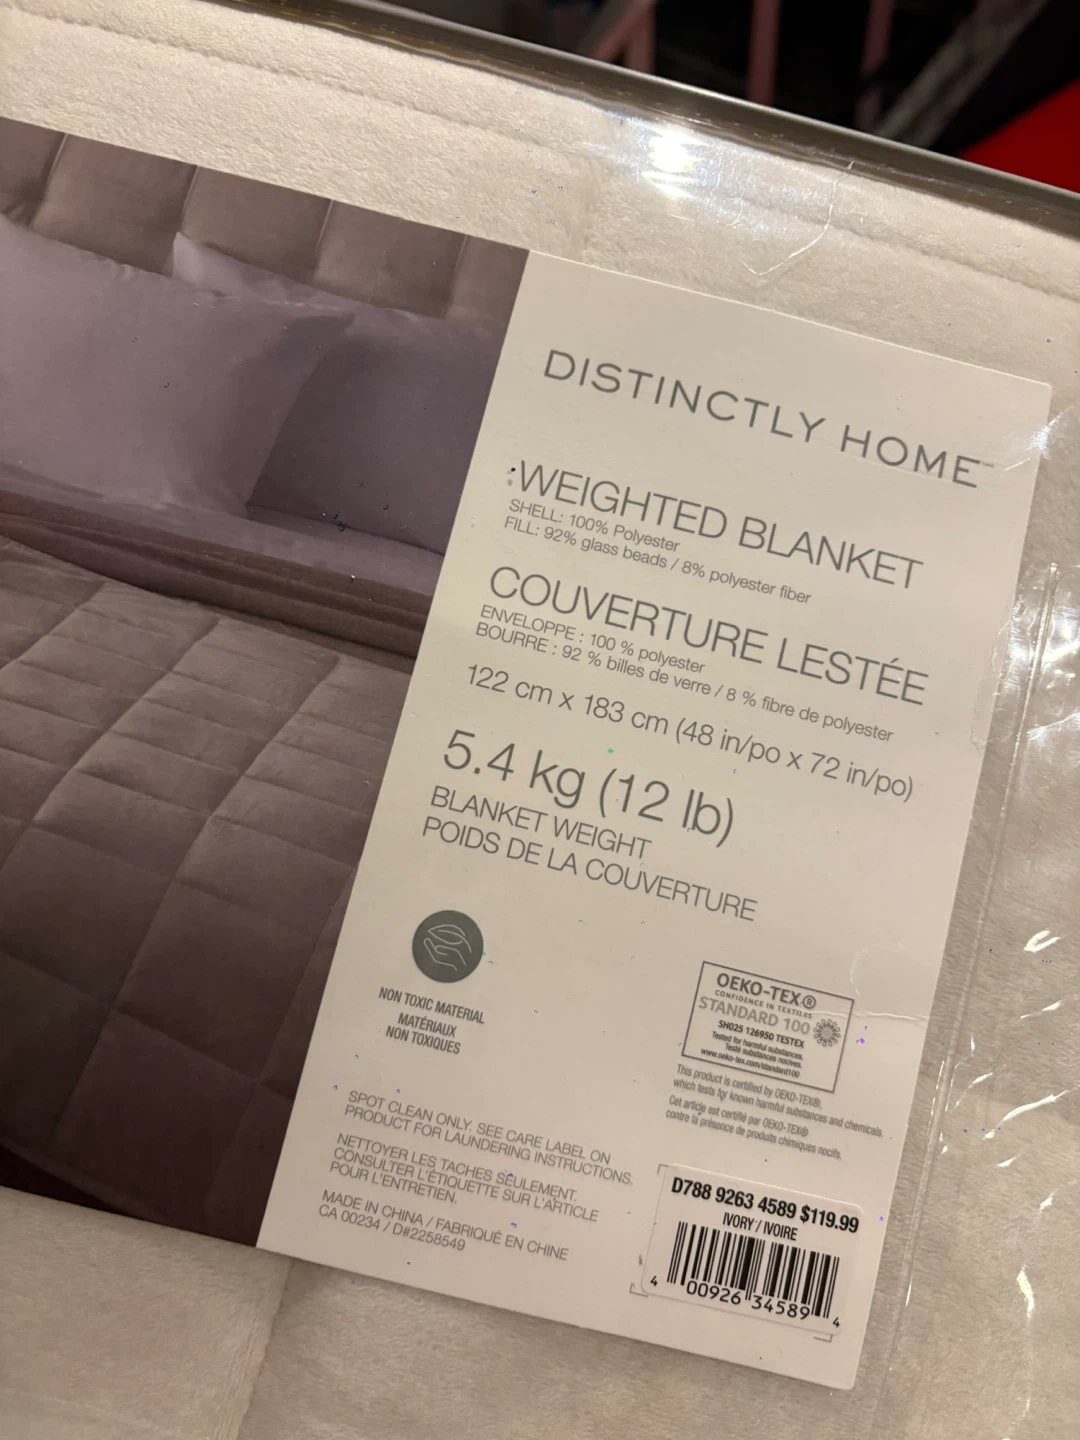 DISTINCTLY HOME™
WEIGHTED BLANKET
SHELL: 100% Polyester
FILL: 92% glass beads / 8% polyester fiber
COUVERTURE LESTÉE
ENVELOPPE : 100 % polyester
BOURRE : 92 % billes de verre / 8 % fibre de polyester
122 cm x 183 cm (48 in/po x 72 in/po)
5.4 kg (12 lb)
BLANKET WEIGHT
POIDS DE LA COUVERTURE
NON TOXIC MATERIAL
MATÉRIAUX
NON TOXIQUES
OEKO-TEX®
CONFIDENCE IN TEXTILES
STANDARD 100
SH025 126950 TESTEX
Tested for harmful substances.
Testé substances nocives.
www.oeko-tex.com/standard100
This product is certified by OEKO-TEX®,
which tests for known harmful substances and chemicals.
Cet article est certifié par OEKO-TEX®
contre la présence de produits chimiques nocifs.
SPOT CLEAN ONLY. SEE CARE LABEL ON
PRODUCT FOR LAUNDERING INSTRUCTIONS.
NETTOYER LES TACHES SEULEMENT.
CONSULTER L'ÉTIQUETTE SUR L'ARTICLE
POUR L'ENTRETIEN.
MADE IN CHINA / FABRIQUÉ EN CHINE
CA 00234 / D#2258549
D788 9263 4589 $119.99
IVORY / IVOIRE
4 00926 34589 4